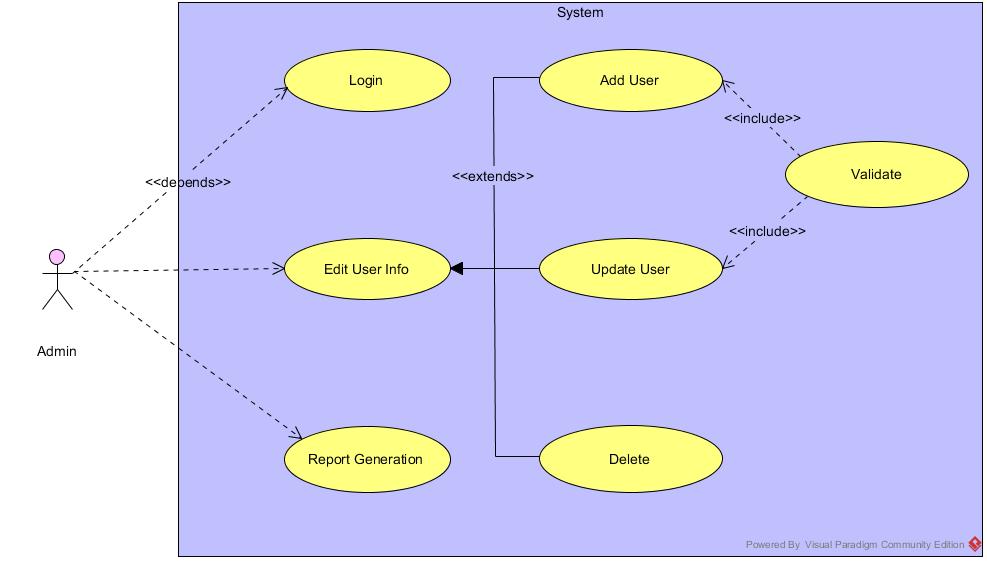 System
Login
Add User
<<include>>
Validate
<<extends>>
<<depends>>
<<include>>
Edit User Info
Update User
Admin
Report Generation
Delete
Powered By Visual Paradigm Community Edition